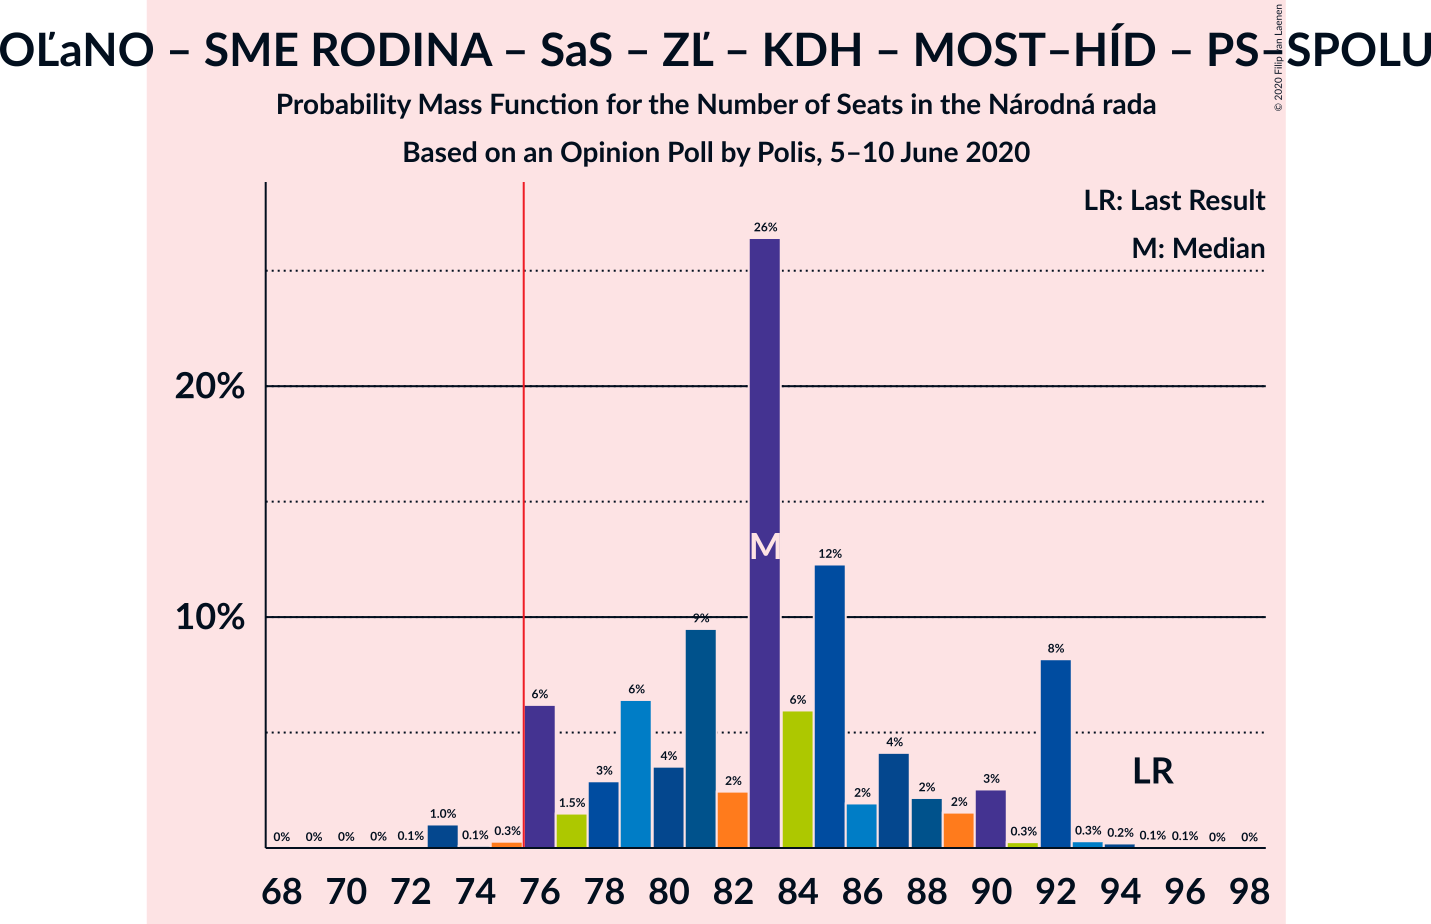 OĽaNO – SME RODINA – SaS – ZĽ – KDH – MOST–HÍD – PS–SPOLU
Probability Mass Function for the Number of Seats in the Národná rada
Based on an Opinion Poll by Polis, 5–10 June 2020
© 2020 Filip van Laenen
LR: Last Result
M: Median
20%
10%
0% 0% 0% 0% 0.1% 1.0% 0.1% 0.3% 6% 1.5% 3% 6% 4% 9% 2% 26% 6% 12% 2% 4% 2% 2% 3% 0.3% 8% 0.3% 0.2% 0.1% 0.1% 0% 0%
M
LR
68 70 72 74 76 78 80 82 84 86 88 90 92 94 96 98